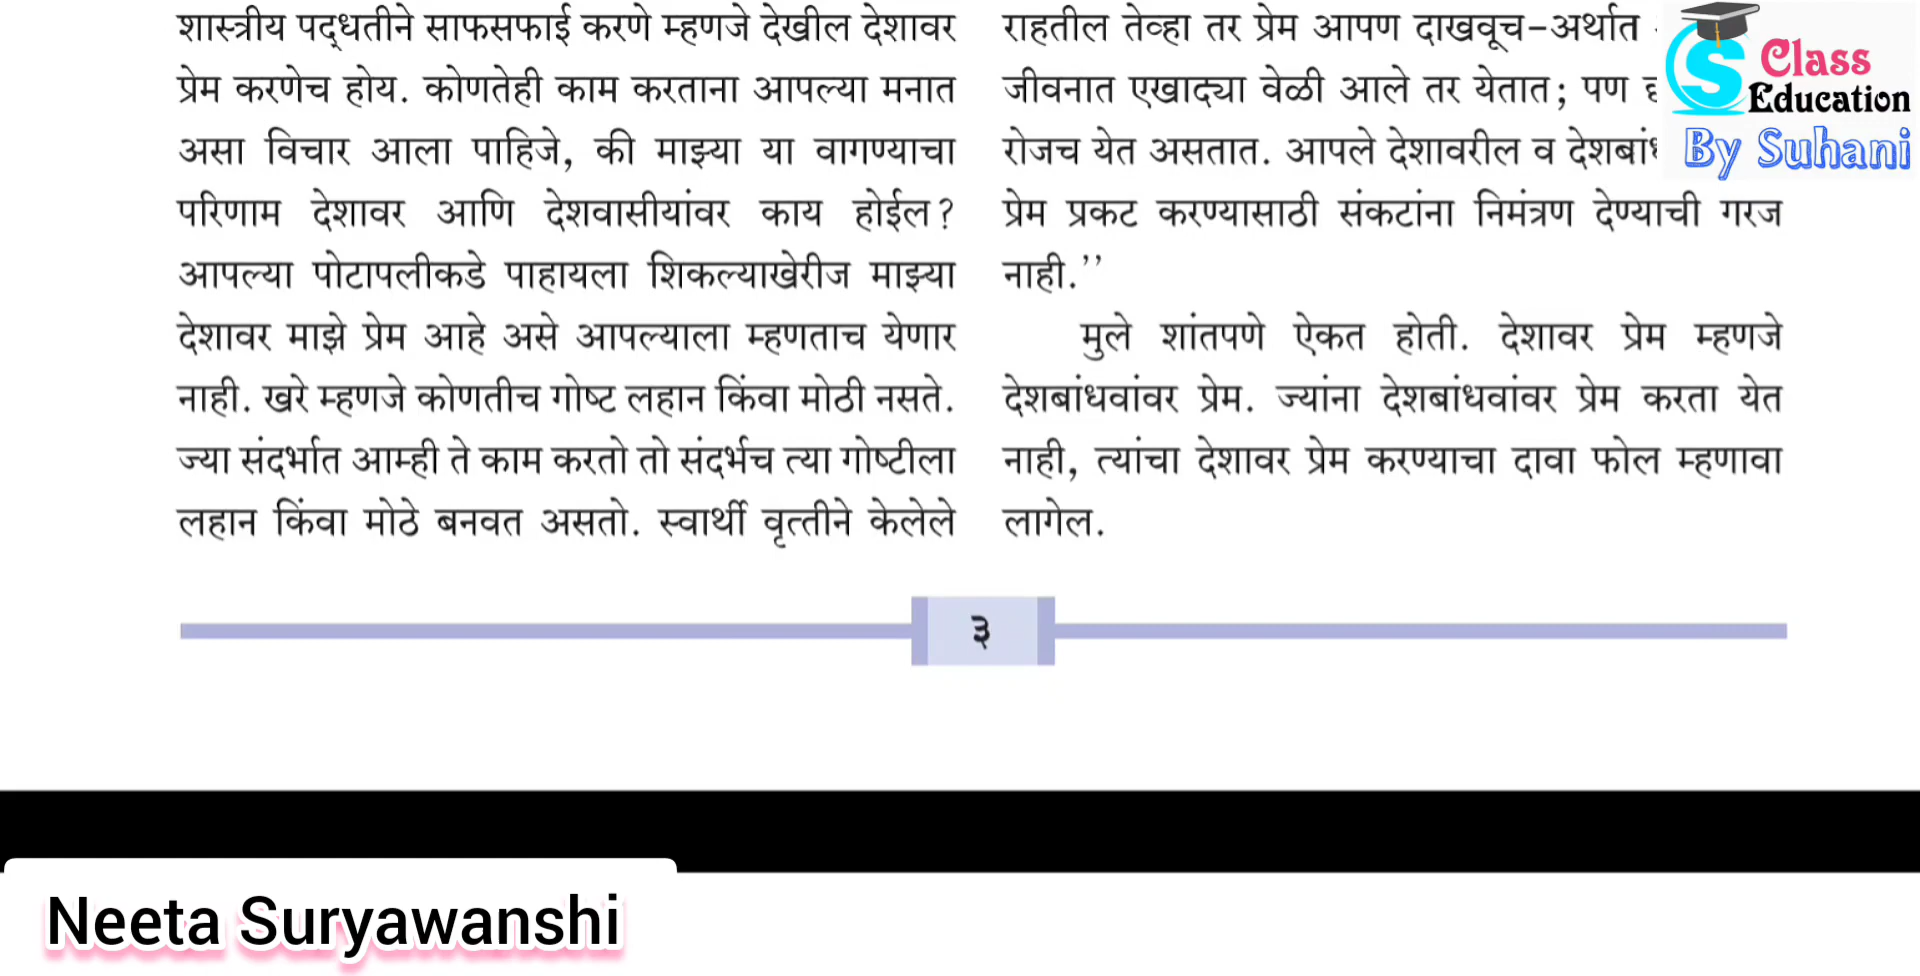 शास्त्रीय पद्धतीने साफसफाई करणे म्हणजे देखील देशावर
प्रेम करणेच होय. कोणतेही काम करताना आपल्या मनात
असा विचार आला पाहिजे, की माझ्या या वागण्याचा
परिणाम देशावर आणि देशवासीयांवर काय होईल?
आपल्या पोटापलीकडे पाहायला शिकल्याखेरीज माझ्या
देशावर माझे प्रेम आहे असे आपल्याला म्हणताच येणार
नाही. खरे म्हणजे कोणतीच गोष्ट लहान किंवा मोठी नसते.
ज्या संदर्भात आम्ही ते काम करतो तो संदर्भच त्या गोष्टीला
लहान किंवा मोठे बनवत असतो. स्वार्थी वृत्तीने केलेले
राहतील तेव्हा तर प्रेम आपण दाखवूच-अर्थात
जीवनात एखाद्या वेळी आले तर येतात; पण
रोजच येत असतात. आपले देशावरील व
प्रेम प्रकट करण्यासाठी संकटांना निमंत्रण देण्याची गरज
नाही.’’
मुले शांतपणे ऐकत होती. देशावर प्रेम म्हणजे
देशबांधवांवर प्रेम. ज्यांना देशबांधवांवर प्रेम करता येत
नाही, त्यांचा देशावर प्रेम करण्याचा दावा फोल म्हणावा
लागेल.
३
S Class
Education
By Suhani
Neeta Suryawanshi